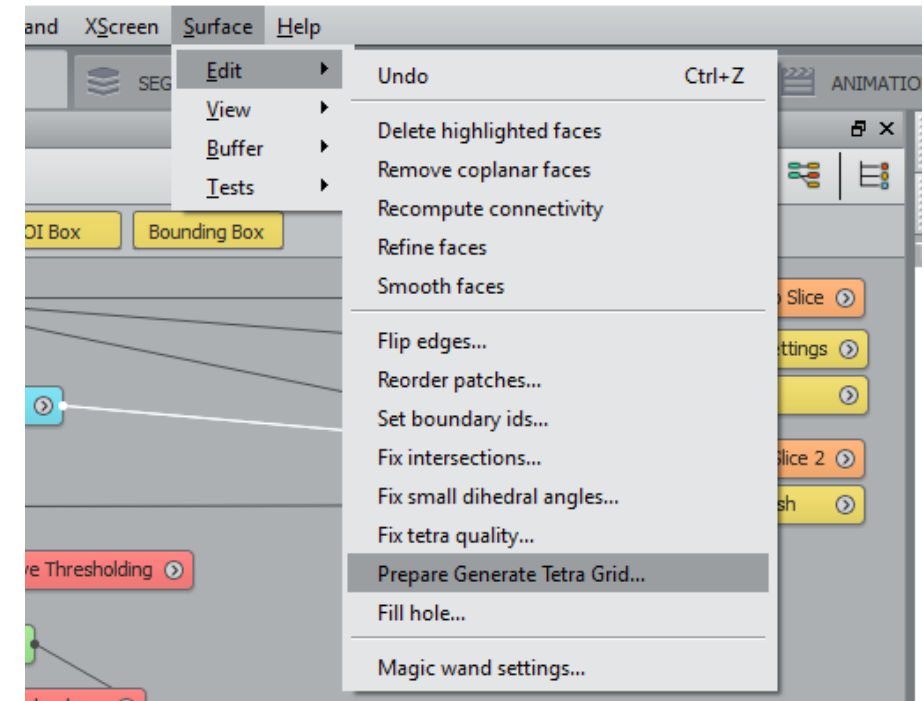 and XScreen Surface Help
SEG
ANIMATIO
Edit
View
Buffer
Tests
Undo Ctrl+Z
Delete highlighted faces
Remove coplanar faces
Recompute connectivity
Refine faces
Smooth faces
Flip edges...
Reorder patches...
Set boundary ids...
Fix intersections...
Fix small dihedral angles...
Fix tetra quality...
Prepare Generate Tetra Grid...
Fill hole...
Magic wand settings...
OI Box
Bounding Box
Slice
ttings
Slice 2
sh
ve Thresholding